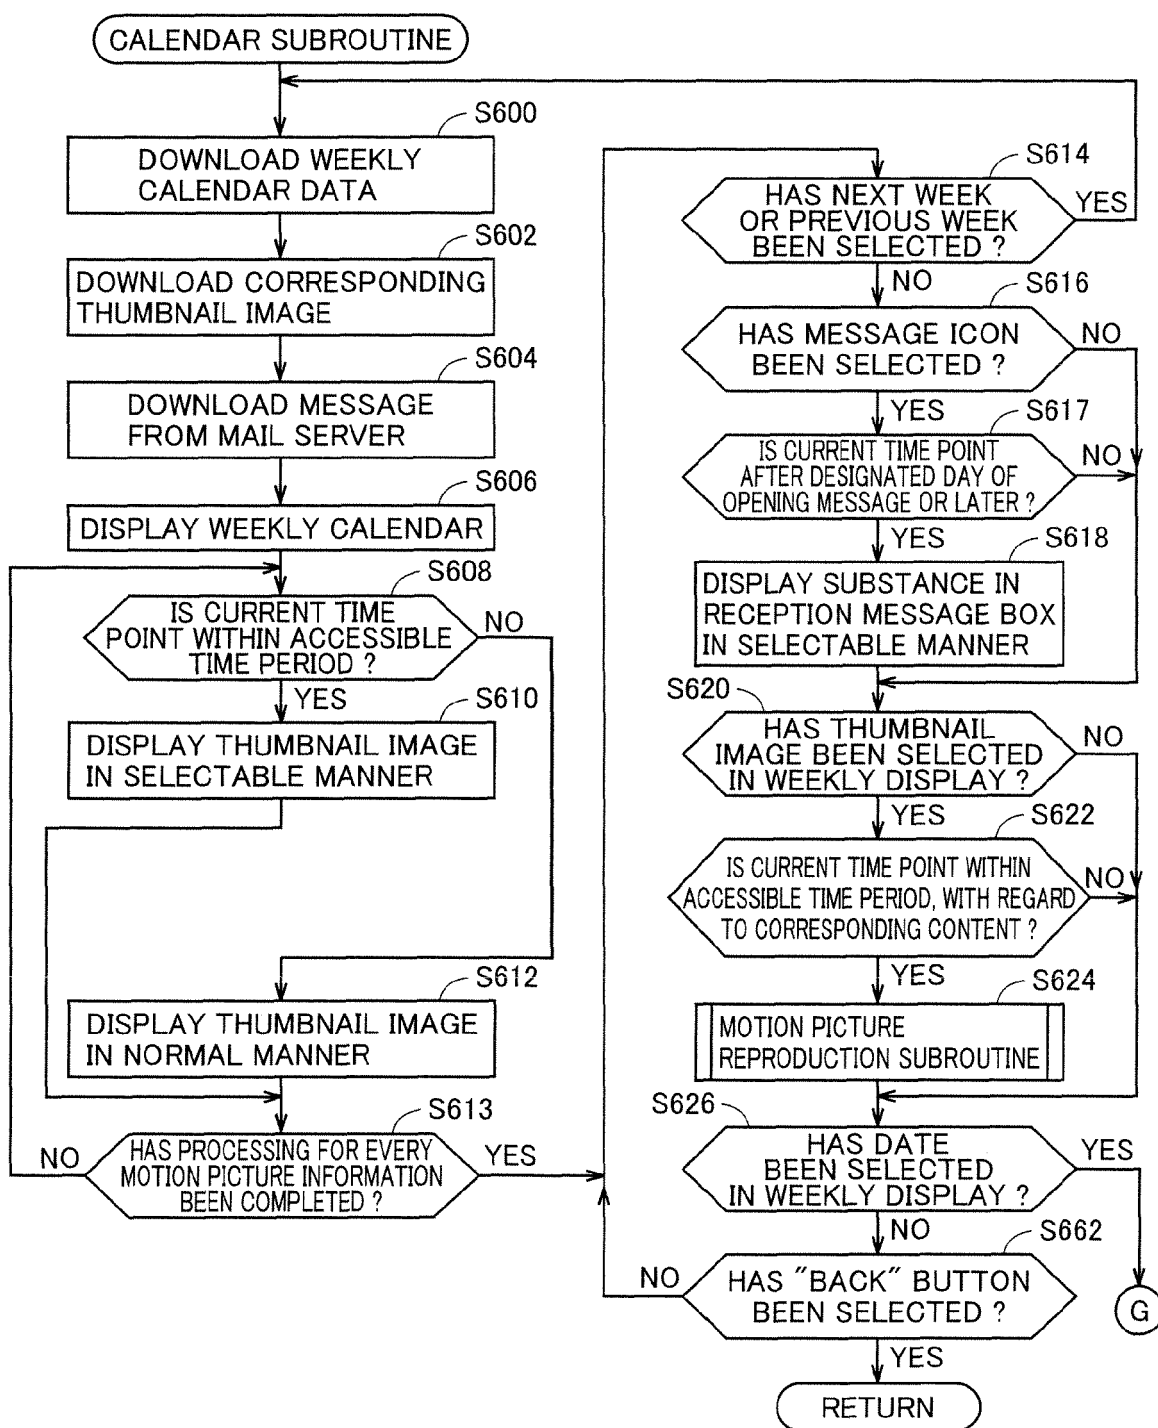 CALENDAR SUBROUTINE
S600
DOWNLOAD WEEKLY
CALENDAR DATA
S602
DOWNLOAD CORRESPONDING
THUMBNAIL IMAGE
S604
DOWNLOAD MESSAGE
FROM MAIL SERVER
S606
DISPLAY WEEKLY CALENDAR
S608
IS CURRENT TIME
POINT WITHIN ACCESSIBLE
TIME PERIOD ?
NO
YES
S610
DISPLAY THUMBNAIL IMAGE
IN SELECTABLE MANNER
S612
DISPLAY THUMBNAIL IMAGE
IN NORMAL MANNER
S613
HAS PROCESSING FOR EVERY
MOTION PICTURE INFORMATION
BEEN COMPLETED ?
NO
YES
S614
HAS NEXT WEEK
OR PREVIOUS WEEK
BEEN SELECTED ?
YES
NO
S616
HAS MESSAGE ICON
BEEN SELECTED ?
NO
YES
S617
IS CURRENT TIME POINT
AFTER DESIGNATED DAY OF
OPENING MESSAGE OR LATER ?
NO
YES
S618
DISPLAY SUBSTANCE IN
RECEPTION MESSAGE BOX
IN SELECTABLE MANNER
S620
HAS THUMBNAIL
IMAGE BEEN SELECTED
IN WEEKLY DISPLAY ?
NO
YES
S622
IS CURRENT TIME POINT WITHIN
ACCESSIBLE TIME PERIOD, WITH REGARD
TO CORRESPONDING CONTENT ?
NO
YES
S624
MOTION PICTURE
REPRODUCTION SUBROUTINE
S626
HAS DATE
BEEN SELECTED
IN WEEKLY DISPLAY ?
YES
NO
S662
HAS "BACK" BUTTON
BEEN SELECTED ?
NO
G
YES
RETURN